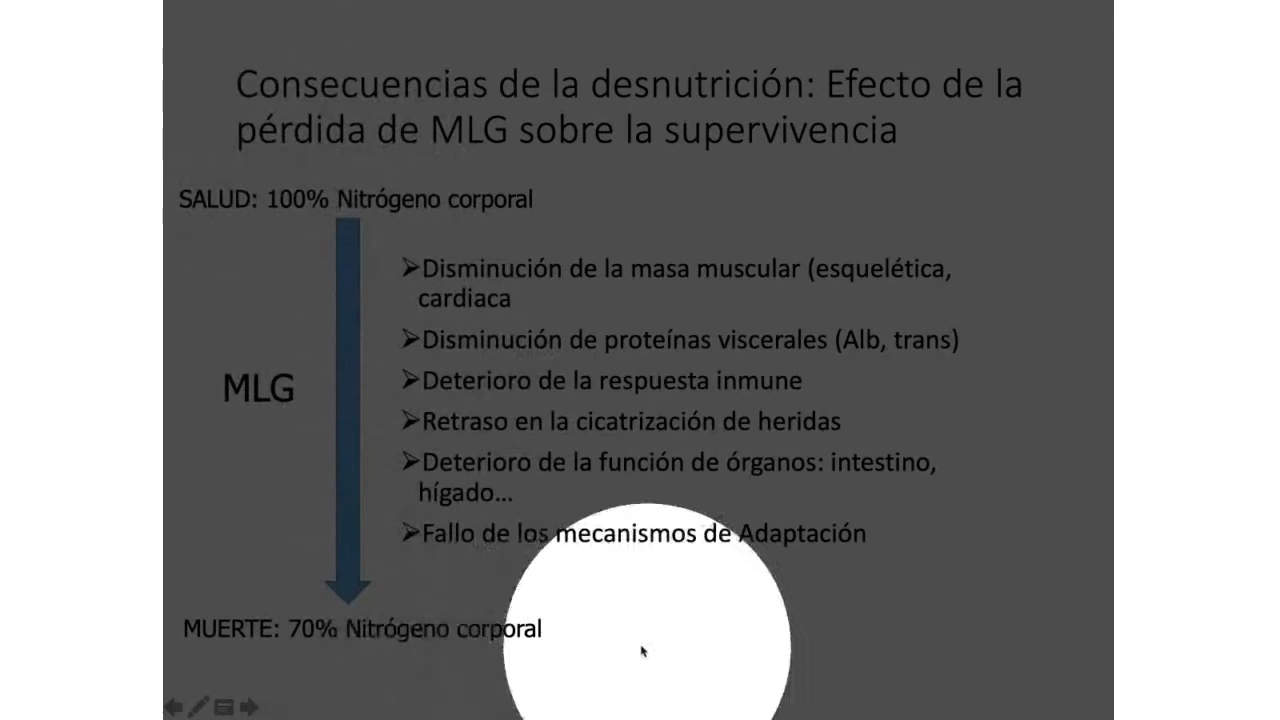 Consecuencias de la desnutrición: Efecto de la
pérdida de MLG sobre la supervivencia
SALUD: 100% Nitrógeno corporal
➢Disminución de la masa muscular (esquelética,
cardiaca
➢Disminución de proteínas viscerales (Alb, trans)
➢Deterioro de la respuesta inmune
MLG
➢Retraso en la cicatrización de heridas
➢Deterioro de la función de órganos: intestino,
hígado...
➢Fallo de los mecanismos de Adaptación
MUERTE: 70% Nitrógeno corporal